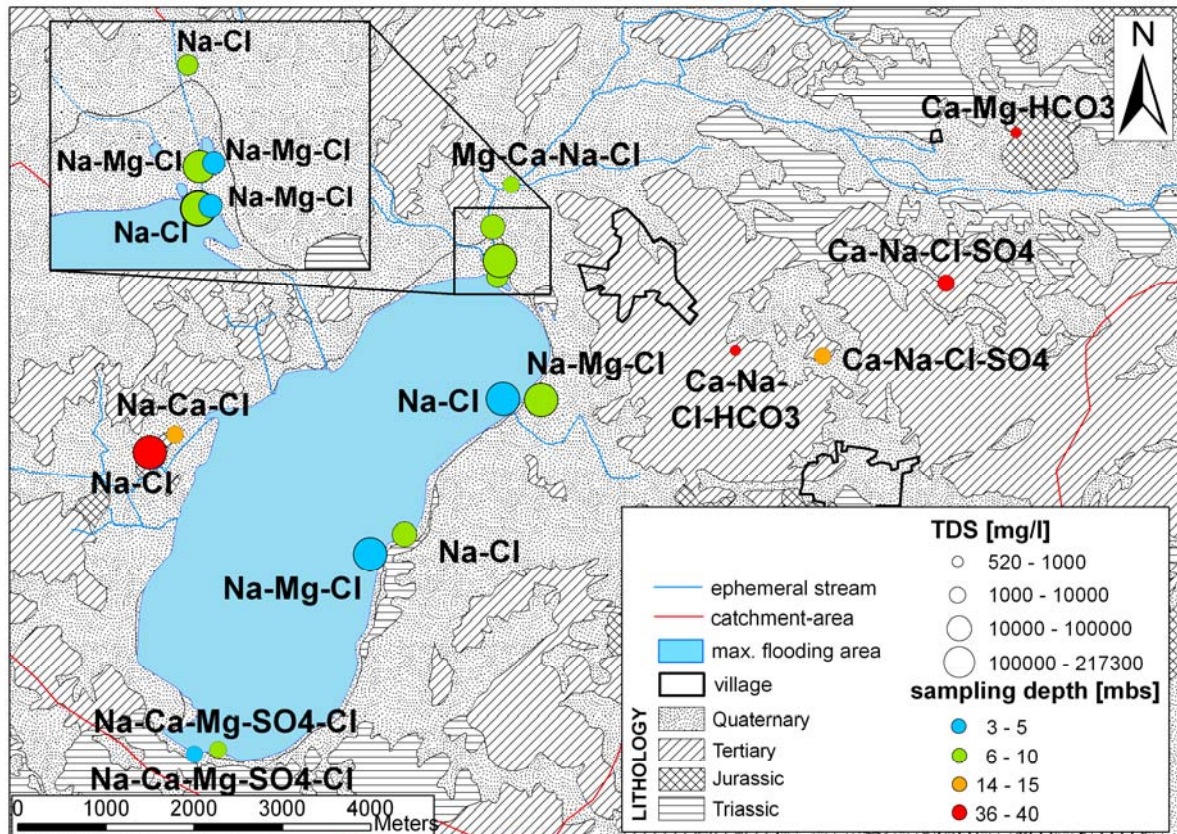 Na-Cl
Na-Mg-Cl
Na-Mg-Cl
Na-Mg-Cl
Na-Cl
N
Ca-Mg-HCO3
Mg-Ca-Na-Cl
Ca-Na-Cl-SO4
Na-Mg-Cl
Na-Cl
Ca-Na-
Cl-HCO3
Ca-Na-Cl-SO4
Na-Ca-Cl
Na-Cl
Na-Cl
Na-Mg-Cl
Na-Ca-Mg-SO4-Cl
Na-Ca-Mg-SO4-Cl
0 1000 2000 4000
Meters
ephemeral stream
catchment-area
max. flooding area
village
LITHOLOGY
Quaternary
Tertiary
Jurassic
Triassic
TDS [mg/l]
520 - 1000
1000 - 10000
10000 - 100000
100000 - 217300
sampling depth [mbs]
3 - 5
6 - 10
14 - 15
36 - 40